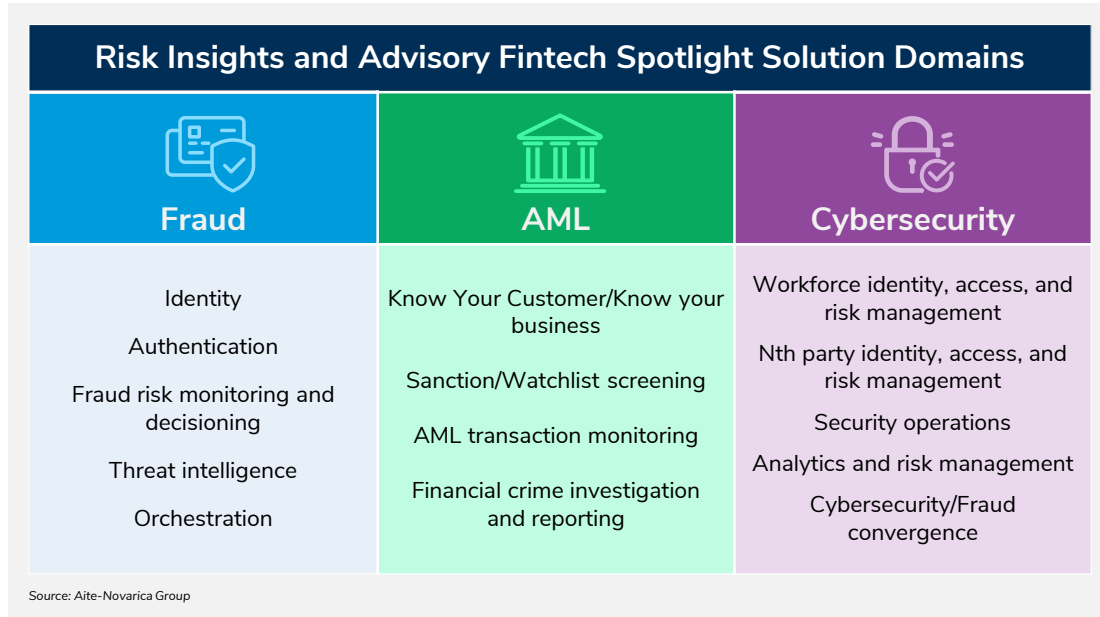 Risk Insights and Advisory Fintech Spotlight Solution Domains
Fraud
Identity
Authentication
Fraud risk monitoring and
decisioning
Threat intelligence
Orchestration
AML
Know Your Customer/Know your
business
Sanction/Watchlist screening
AML transaction monitoring
Financial crime investigation
and reporting
Cybersecurity
Workforce identity, access, and
risk management
Nth party identity, access, and
risk management
Security operations
Analytics and risk management
Cybersecurity/Fraud
convergence
Source: Aite-Novarica Group